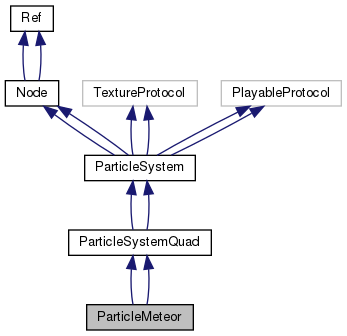 Ref
Node
TextureProtocol
PlayableProtocol
ParticleSystem
ParticleSystemQuad
ParticleMeteor